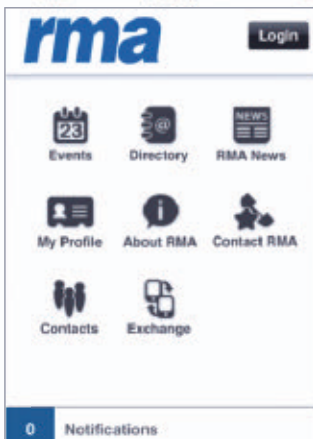 rma
Login
23
@
NEWS
Events Directory RMA News
i
My Profile About RMA Contact RMA
Contacts Exchange
0 Notifications